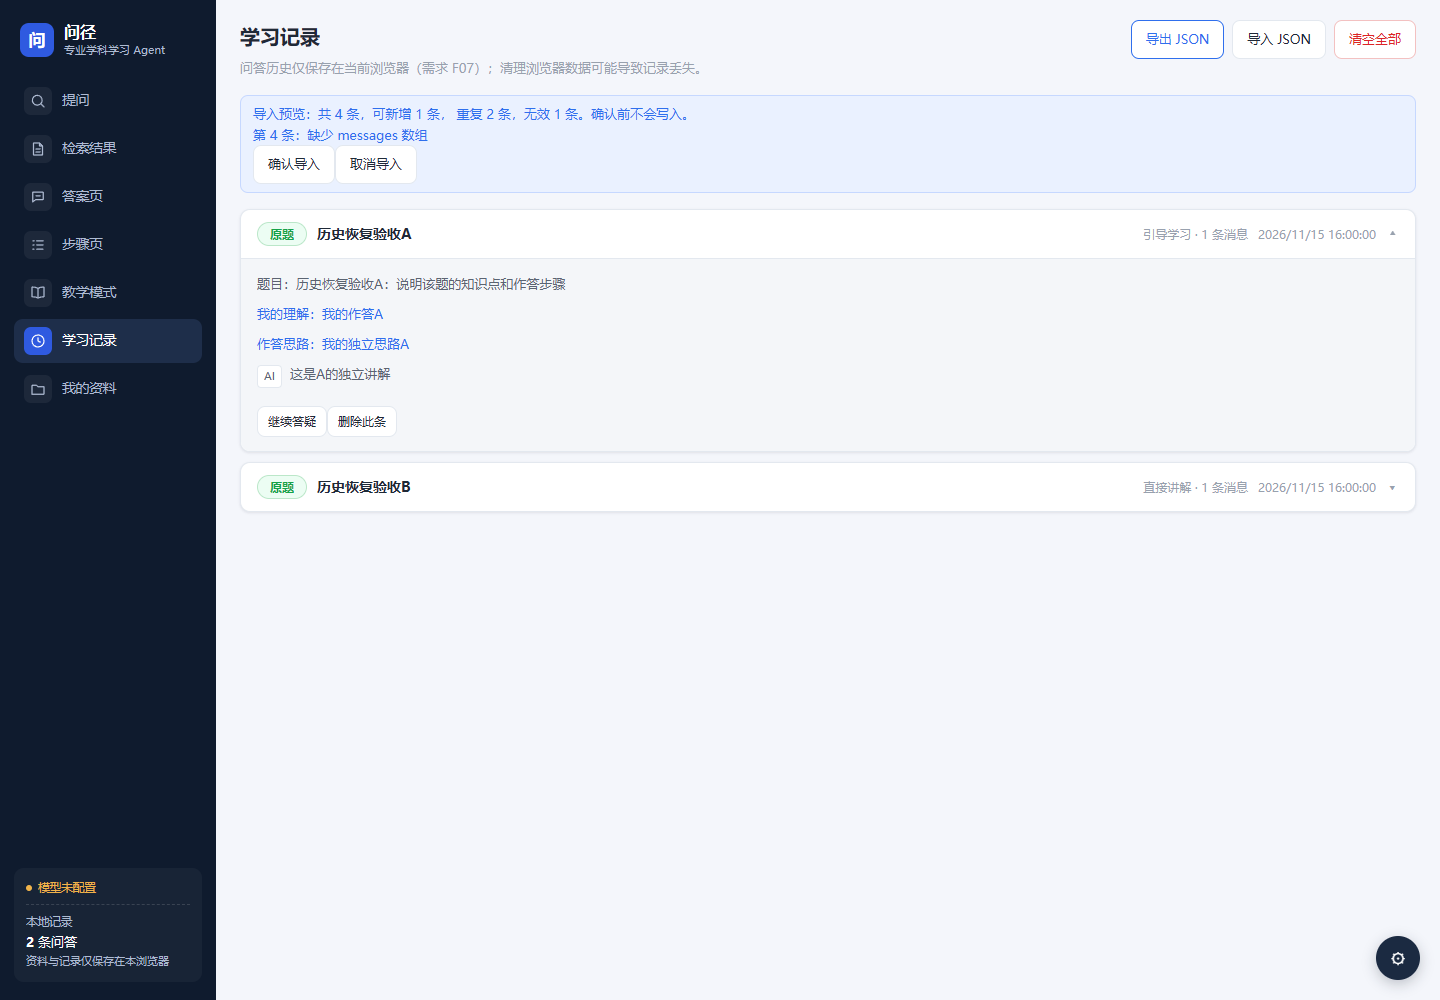 问
问径
专业学科学习 Agent
提问
检索结果
答案页
步骤页
教学模式
学习记录
我的资料
模型未配置
本地记录
2 条问答
资料与记录仅保存在本浏览器
学习记录
问答历史仅保存在当前浏览器（需求 F07）；清理浏览器数据可能导致记录丢失。
导出 JSON
导入 JSON
清空全部
导入预览：共 4 条，可新增 1 条， 重复 2 条，无效 1 条。确认前不会写入。
第 4 条：缺少 messages 数组
确认导入 取消导入
原题 历史恢复验收A 引导学习 · 1 条消息 2026/11/15 16:00:00
题目：历史恢复验收A：说明该题的知识点和作答步骤
我的理解：我的作答A
作答思路：我的独立思路A
AI 这是A的独立讲解
继续答疑 删除此条
原题 历史恢复验收B 直接讲解 · 1 条消息 2026/11/15 16:00:00